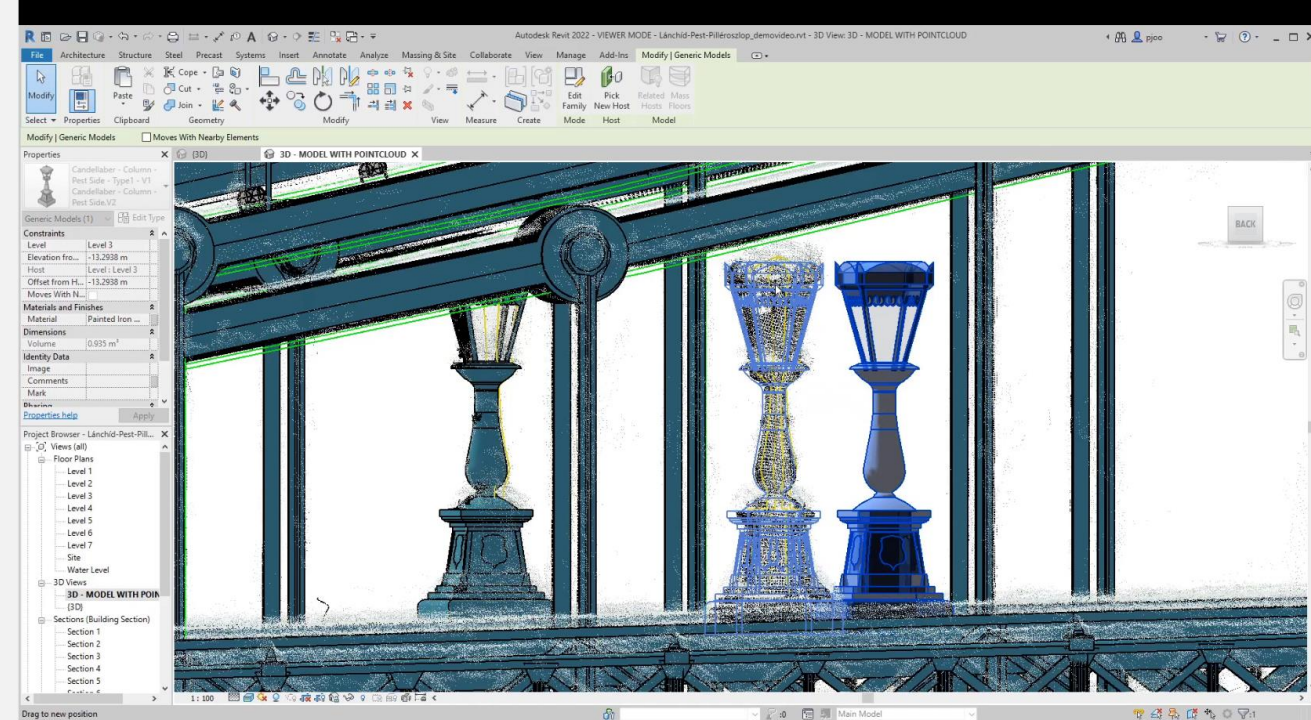 Autodesk Revit 2022 - VIEWER MODE - Lánchíd-Pest-Pilléroszlop_demovideo.rvt - 3D View: 3D - MODEL WITH POINTCLOUD
pjoo
File Architecture Structure Steel Precast Systems Insert Annotate Analyze Massing & Site Collaborate View Manage Add-Ins Modify | Generic Models
Modify
Paste
Cope
Cut
Join
Edit Family
Pick New Host
Related Hosts
Mass Floors
Select Properties Clipboard Geometry Modify View Measure Create Mode Host Model
Modify | Generic Models Moves With Nearby Elements
Properties
{3D}
3D - MODEL WITH POINTCLOUD
Candellaber - Column -
Pest Side - Type1 - V1
Candellaber - Column -
Pest Side.V2
Generic Models (1) Edit Type
Constraints
Level Level 3
Elevation fro... -13.2938 m
Host Level : Level 3
Offset from H... -13.2938 m
Moves With N...
Materials and Finishes
Material Painted Iron ...
Dimensions
Volume 0.935 m³
Identity Data
Image
Comments
Mark
Phasing
Properties help Apply
BACK
Project Browser - Lánchíd-Pest-Pill...
Views (all)
Floor Plans
Level 1
Level 2
Level 3
Level 4
Level 5
Level 6
Level 7
Site
Water Level
3D Views
3D - MODEL WITH POIN
{3D}
Sections (Building Section)
Section 1
Section 2
Section 3
Section 4
Section 5
1 : 100
Drag to new position
:0
Main Model
:1